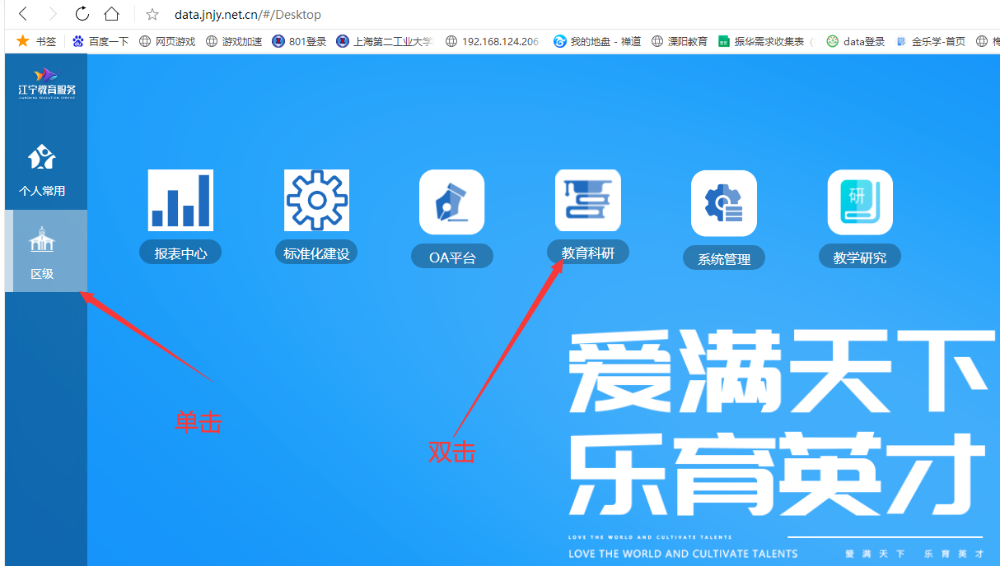 data.jnjy.net.cn/#/Desktop
书签 百度一下 网页游戏 游戏加速 801登录 上海第二工业大学 192.168.124.206 我的地盘 - 禅道 溧阳教育 振华需求收集表 ( data登录 金乐学-首页
江宁教育服务
JIANGNING EDUCATION SERVICE
个人常用
区级
报表中心 标准化建设 OA平台 教育科研 系统管理 教学研究
研
单击
双击
爱满天下
乐育英才
LOVE THE WORLD AND CULTIVATE TALENTS
LOVE THE WORLD AND CULTIVATE TALENTS
爱满天下 乐育英才